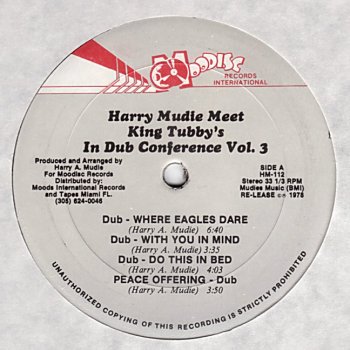 MOODISC
RECORDS
INTERNATIONAL
Harry Mudie Meet
King Tubby's
In Dub Conference Vol. 3
Produced and Arranged by
Harry A. Mudie
For Moodisc Records
Distributed by:
Moods International Records
and Tapes Miami FL.
(305) 624-0046
SIDE A
HM-112
Stereo 33 1/3 RPM
Mudies Music (BMI)
RE-LEASE ℗ 1978
Dub - WHERE EAGLES DARE
(Harry A. Mudie) 6:40
Dub - WITH YOU IN MIND
(Harry A. Mudie) 3:35
Dub - DO THIS IN BED
(Harry A. Mudie) 4:03
PEACE OFFERING - Dub
(Harry A. Mudie) 3:50
UNAUTHORIZED COPYING OF THIS RECORDING IS STRICTLY PROHIBITED